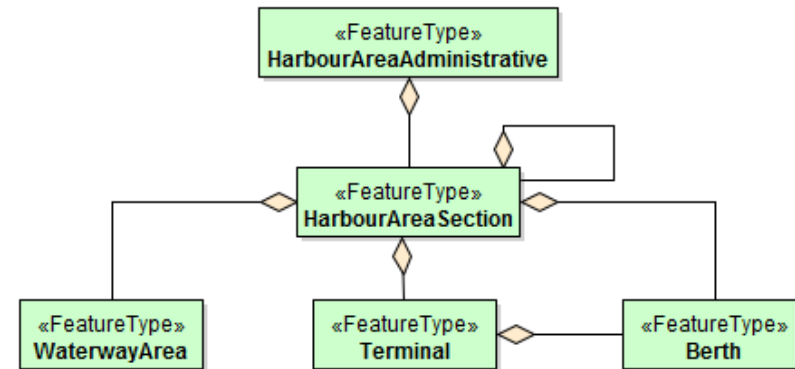 «FeatureType»
HarbourAreaAdministrative
«FeatureType»
HarbourAreaSection
«FeatureType»
WaterwayArea
«FeatureType»
Terminal
«FeatureType»
Berth